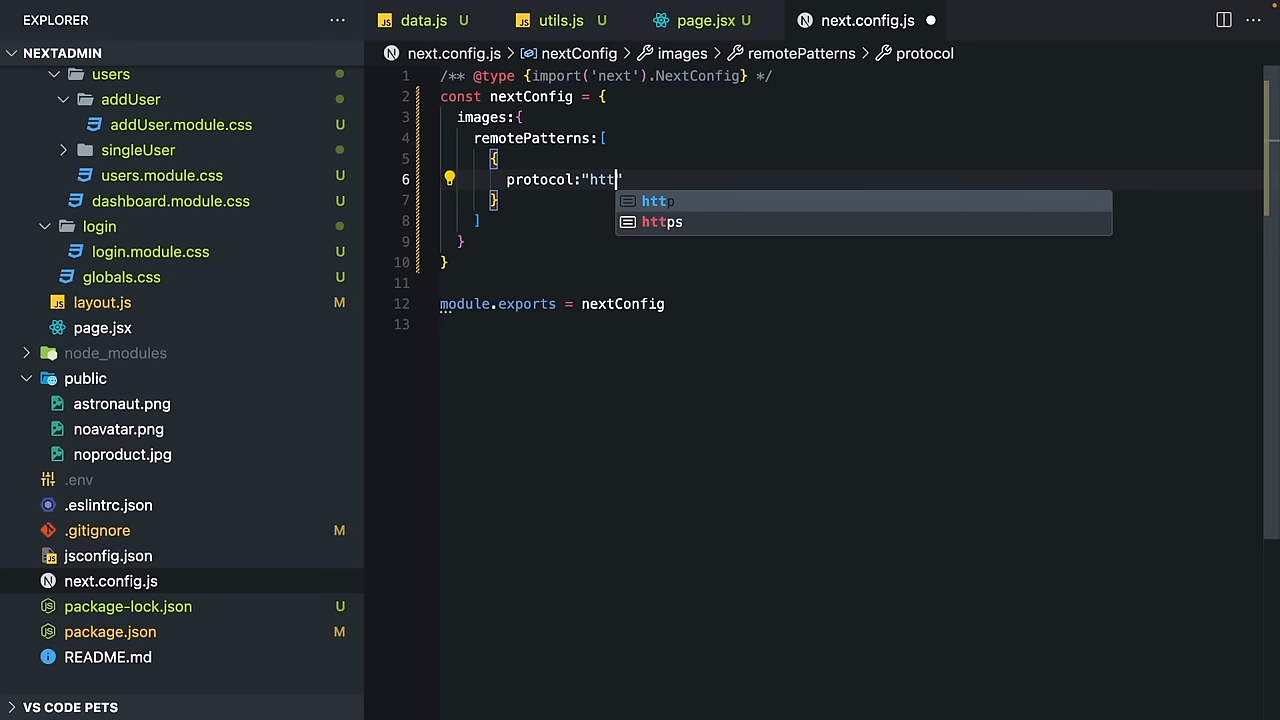 EXPLORER
NEXTADMIN
users
addUser
addUser.module.css U
singleUser
users.module.css U
dashboard.module.css U
login
login.module.css U
globals.css U
layout.js M
page.jsx
node_modules
public
astronaut.png
noavatar.png
noproduct.jpg
.env
.eslintrc.json
.gitignore M
jsconfig.json
next.config.js
package-lock.json U
package.json M
README.md
VS CODE PETS
data.js U utils.js U page.jsx U next.config.js
next.config.js > nextConfig > images > remotePatterns > protocol
1 /** @type {import('next').NextConfig} */
2 const nextConfig = {
3 images:{
4 remotePatterns:[
5 {
6 protocol:"htt"
http
https
7 }
8 ]
9 }
10 }
11
12 module.exports = nextConfig
13